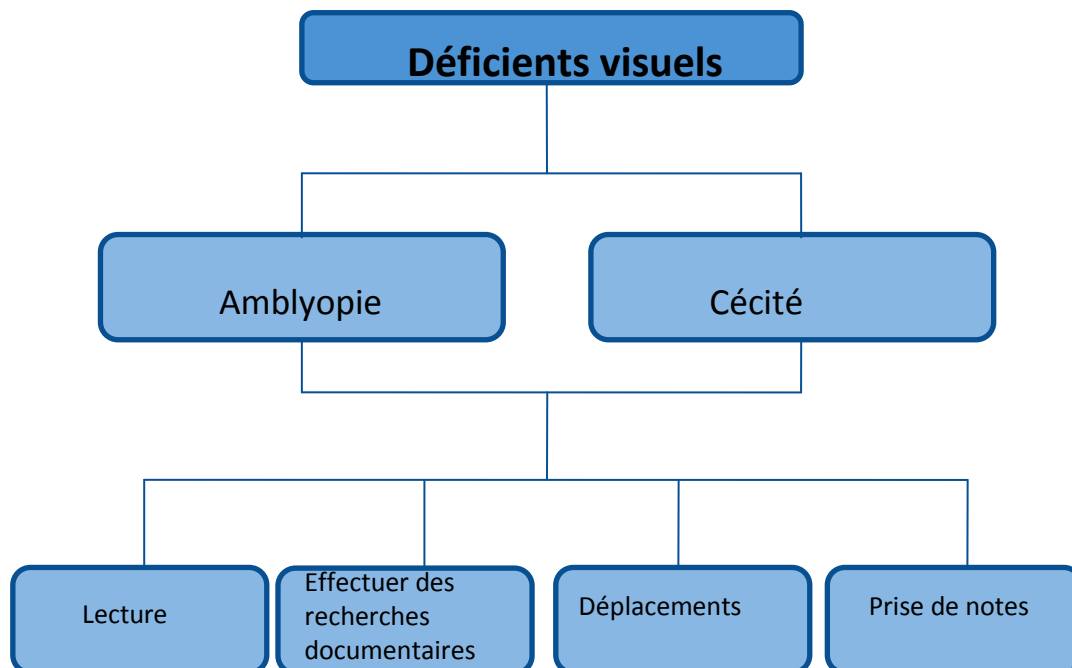 Déficients visuels
Amblyopie
Cécité
Lecture
Effectuer des
recherches
documentaires
Déplacements
Prise de notes